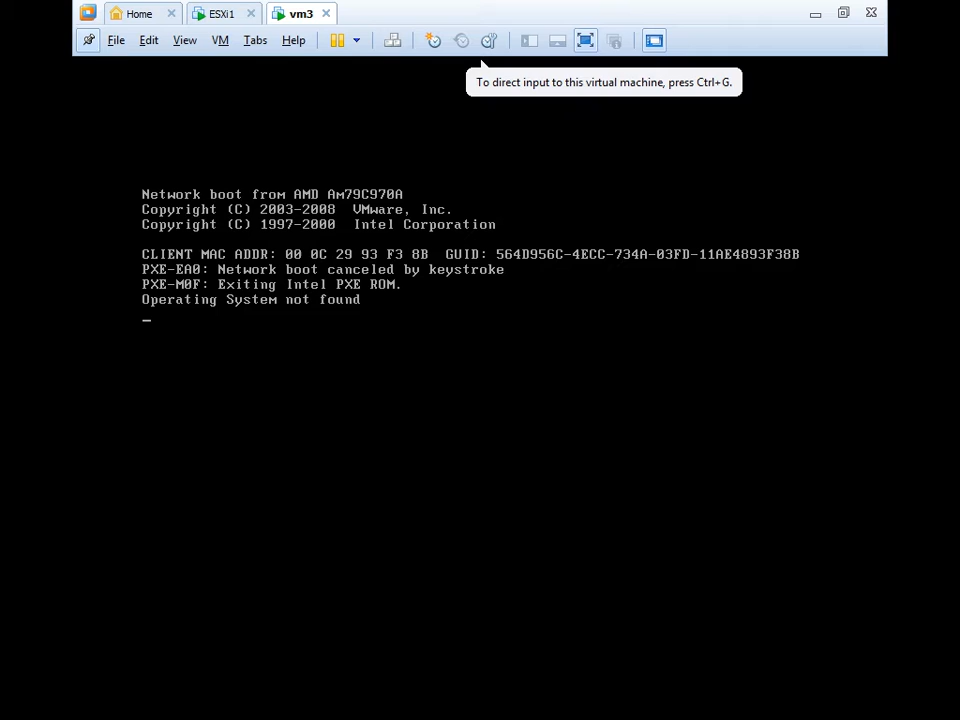 Home
ESXi1
vm3
File Edit View VM Tabs Help
To direct input to this virtual machine, press Ctrl+G.
Network boot from AMD Am79C970A
Copyright (C) 2003-2008  VMware, Inc.
Copyright (C) 1997-2000  Intel Corporation
CLIENT MAC ADDR: 00 0C 29 93 F3 8B  GUID: 564D956C-4ECC-734A-03FD-11AE4893F38B
PXE-EA0: Network boot canceled by keystroke
PXE-M0F: Exiting Intel PXE ROM.
Operating System not found
_